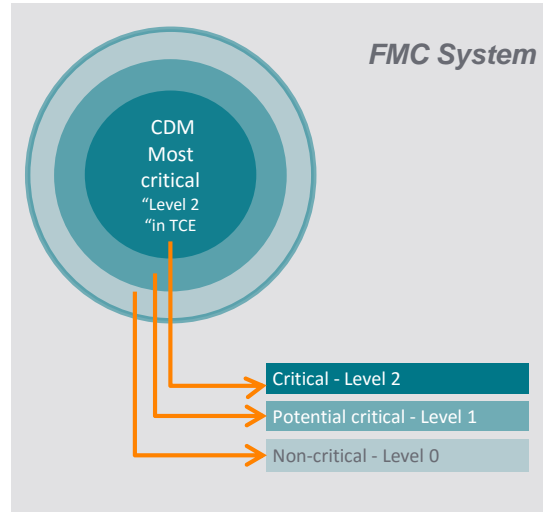 FMC System
CDM
Most
critical
“Level 2
“in TCE
Critical - Level 2
Potential critical - Level 1
Non-critical - Level 0